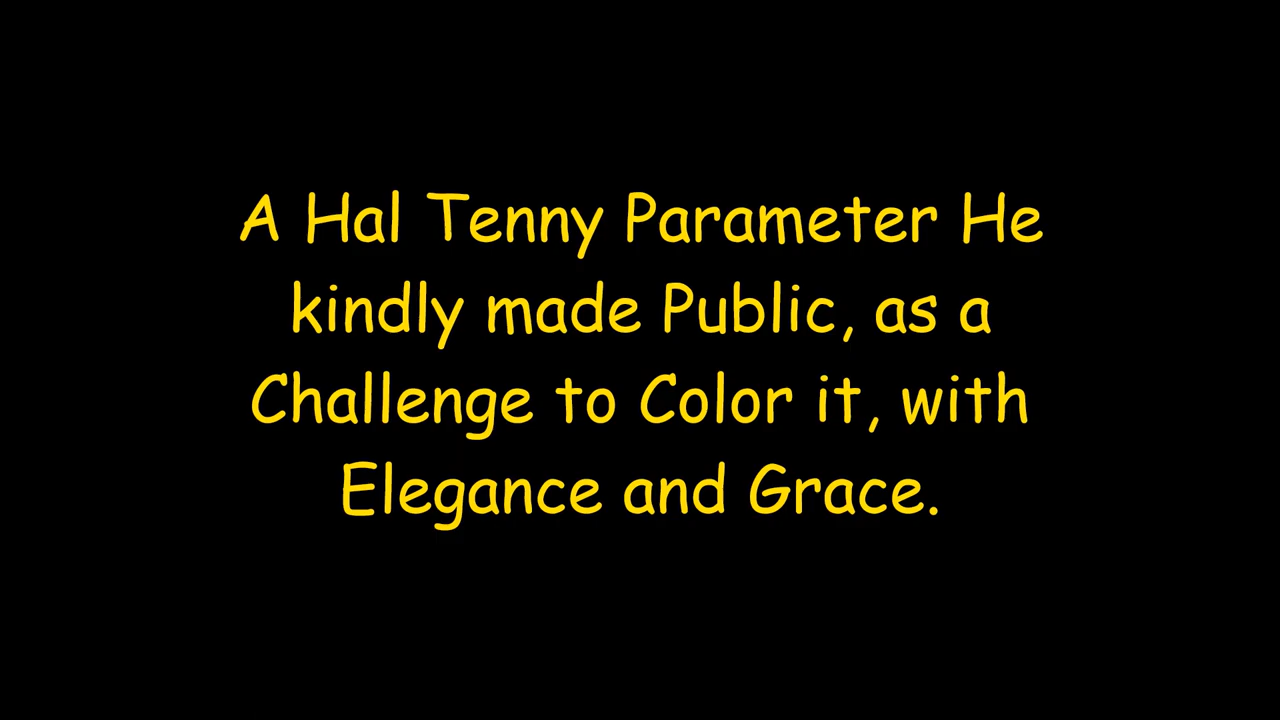 A Hal Tenny Parameter He
kindly made Public, as a
Challenge to Color it, with
Elegance and Grace.